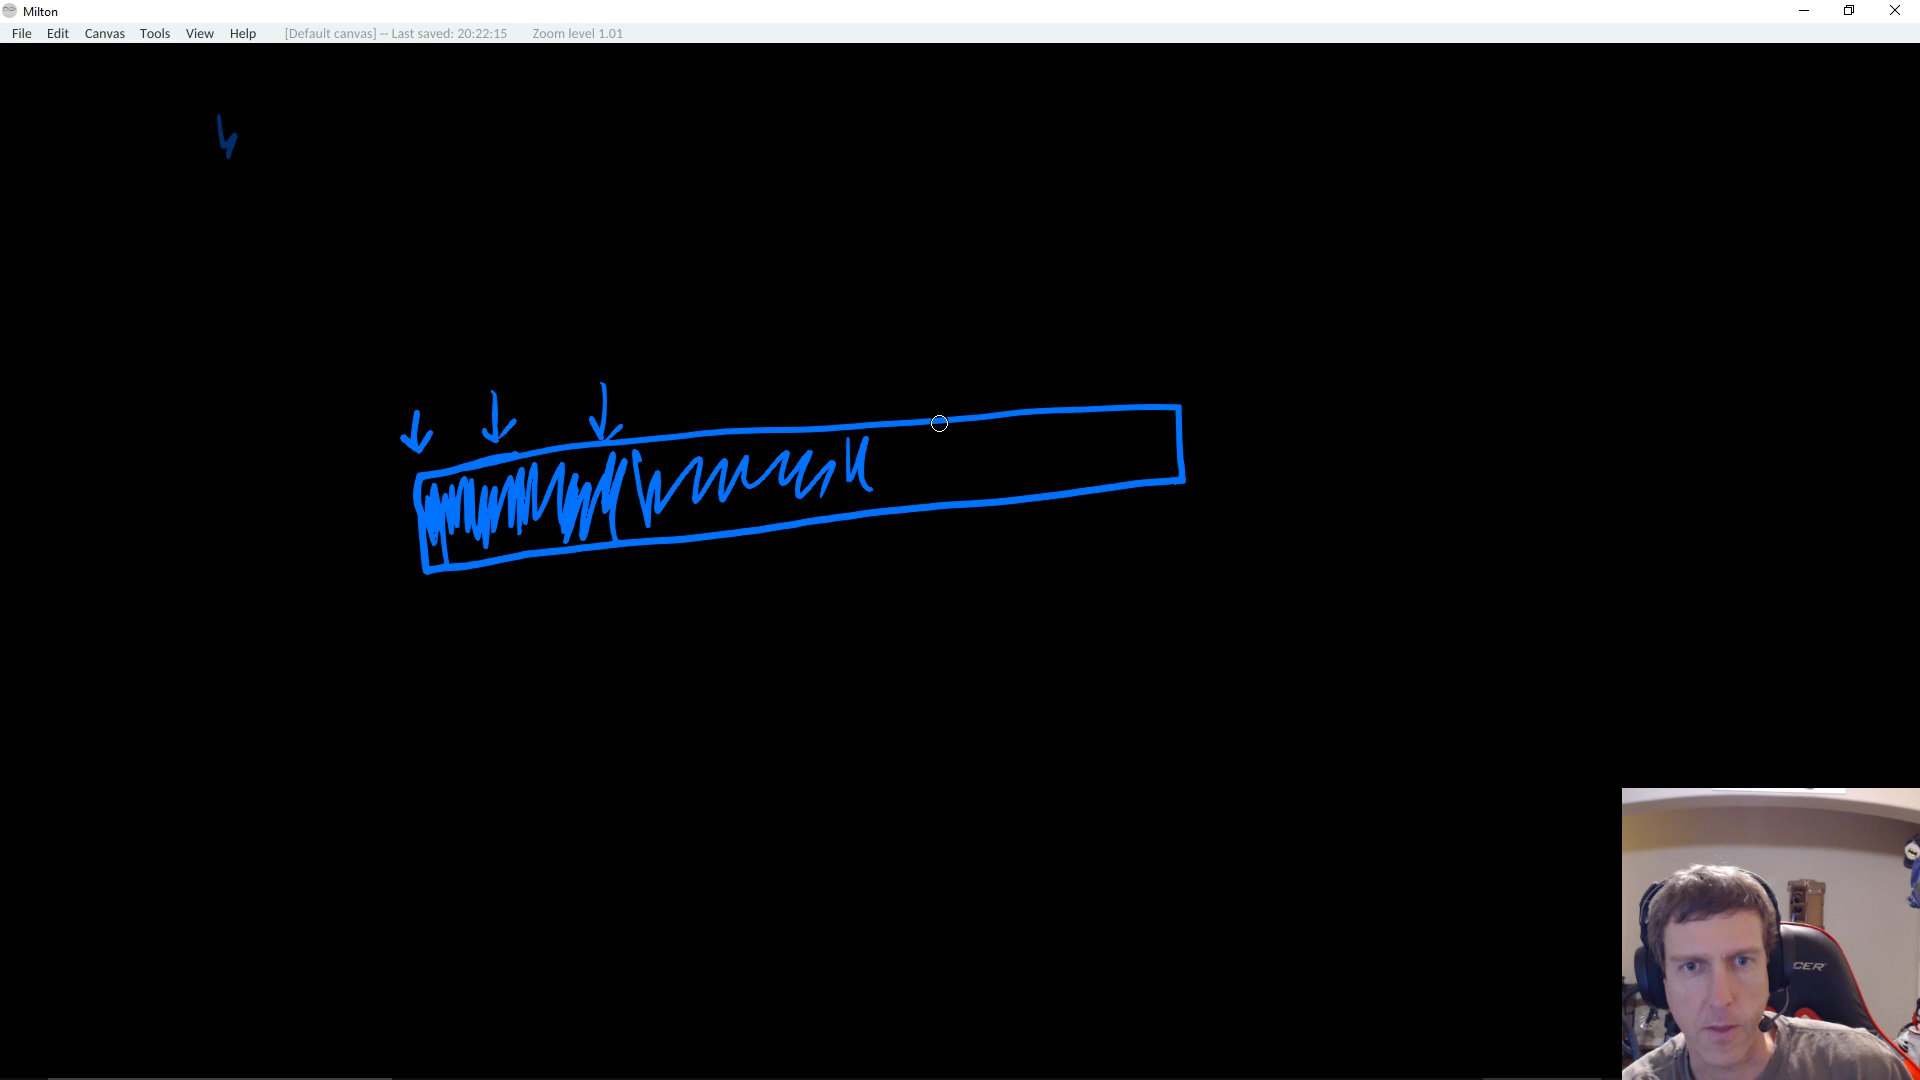 Milton
File Edit Canvas Tools View Help [Default canvas] -- Last saved: 20:22:15 Zoom level 1.01
CER